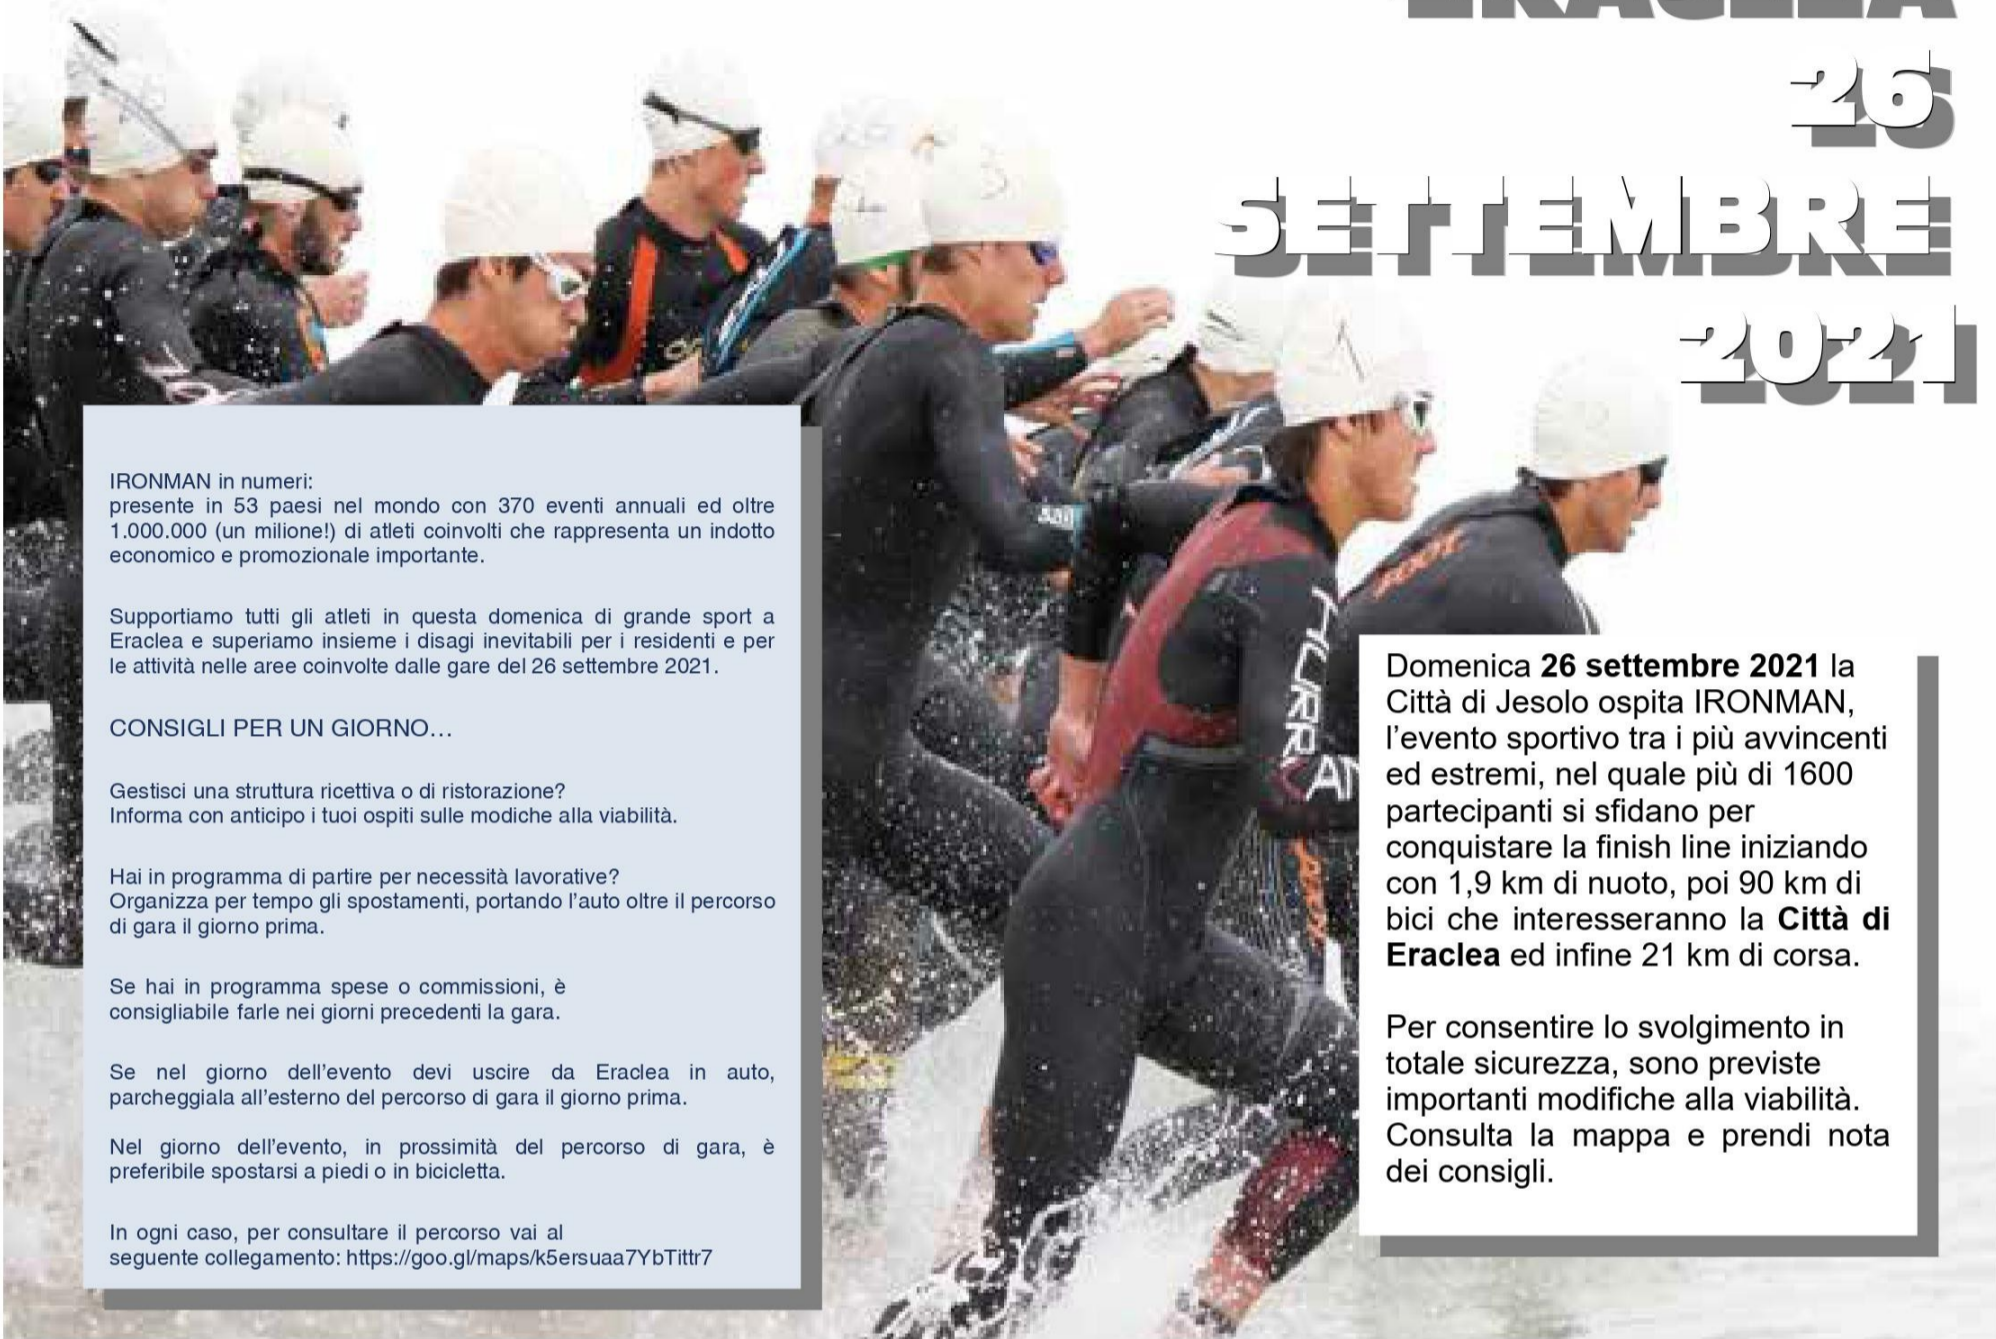 ERACLEA
26
SETTEMBRE
2021
IRONMAN in numeri:
presente in 53 paesi nel mondo con 370 eventi annuali ed oltre
1.000.000 (un milione!) di atleti coinvolti che rappresenta un indotto
economico e promozionale importante.
Supportiamo tutti gli atleti in questa domenica di grande sport a
Eraclea e superiamo insieme i disagi inevitabili per i residenti e per
le attività nelle aree coinvolte dalle gare del 26 settembre 2021.
CONSIGLI PER UN GIORNO…
Gestisci una struttura ricettiva o di ristorazione?
Informa con anticipo i tuoi ospiti sulle modiche alla viabilità.
Hai in programma di partire per necessità lavorative?
Organizza per tempo gli spostamenti, portando l'auto oltre il percorso
di gara il giorno prima.
Se hai in programma spese o commissioni, è
consigliabile farle nei giorni precedenti la gara.
Se nel giorno dell'evento devi uscire da Eraclea in auto,
parcheggiala all'esterno del percorso di gara il giorno prima.
Nel giorno dell'evento, in prossimità del percorso di gara, è
preferibile spostarsi a piedi o in bicicletta.
In ogni caso, per consultare il percorso vai al
seguente collegamento: https://goo.gl/maps/k5ersuaa7YbTittr7
Domenica 26 settembre 2021 la
Città di Jesolo ospita IRONMAN,
l'evento sportivo tra i più avvincenti
ed estremi, nel quale più di 1600
partecipanti si sfidano per
conquistare la finish line iniziando
con 1,9 km di nuoto, poi 90 km di
bici che interesseranno la Città di
Eraclea ed infine 21 km di corsa.
Per consentire lo svolgimento in
totale sicurezza, sono previste
importanti modifiche alla viabilità.
Consulta la mappa e prendi nota
dei consigli.